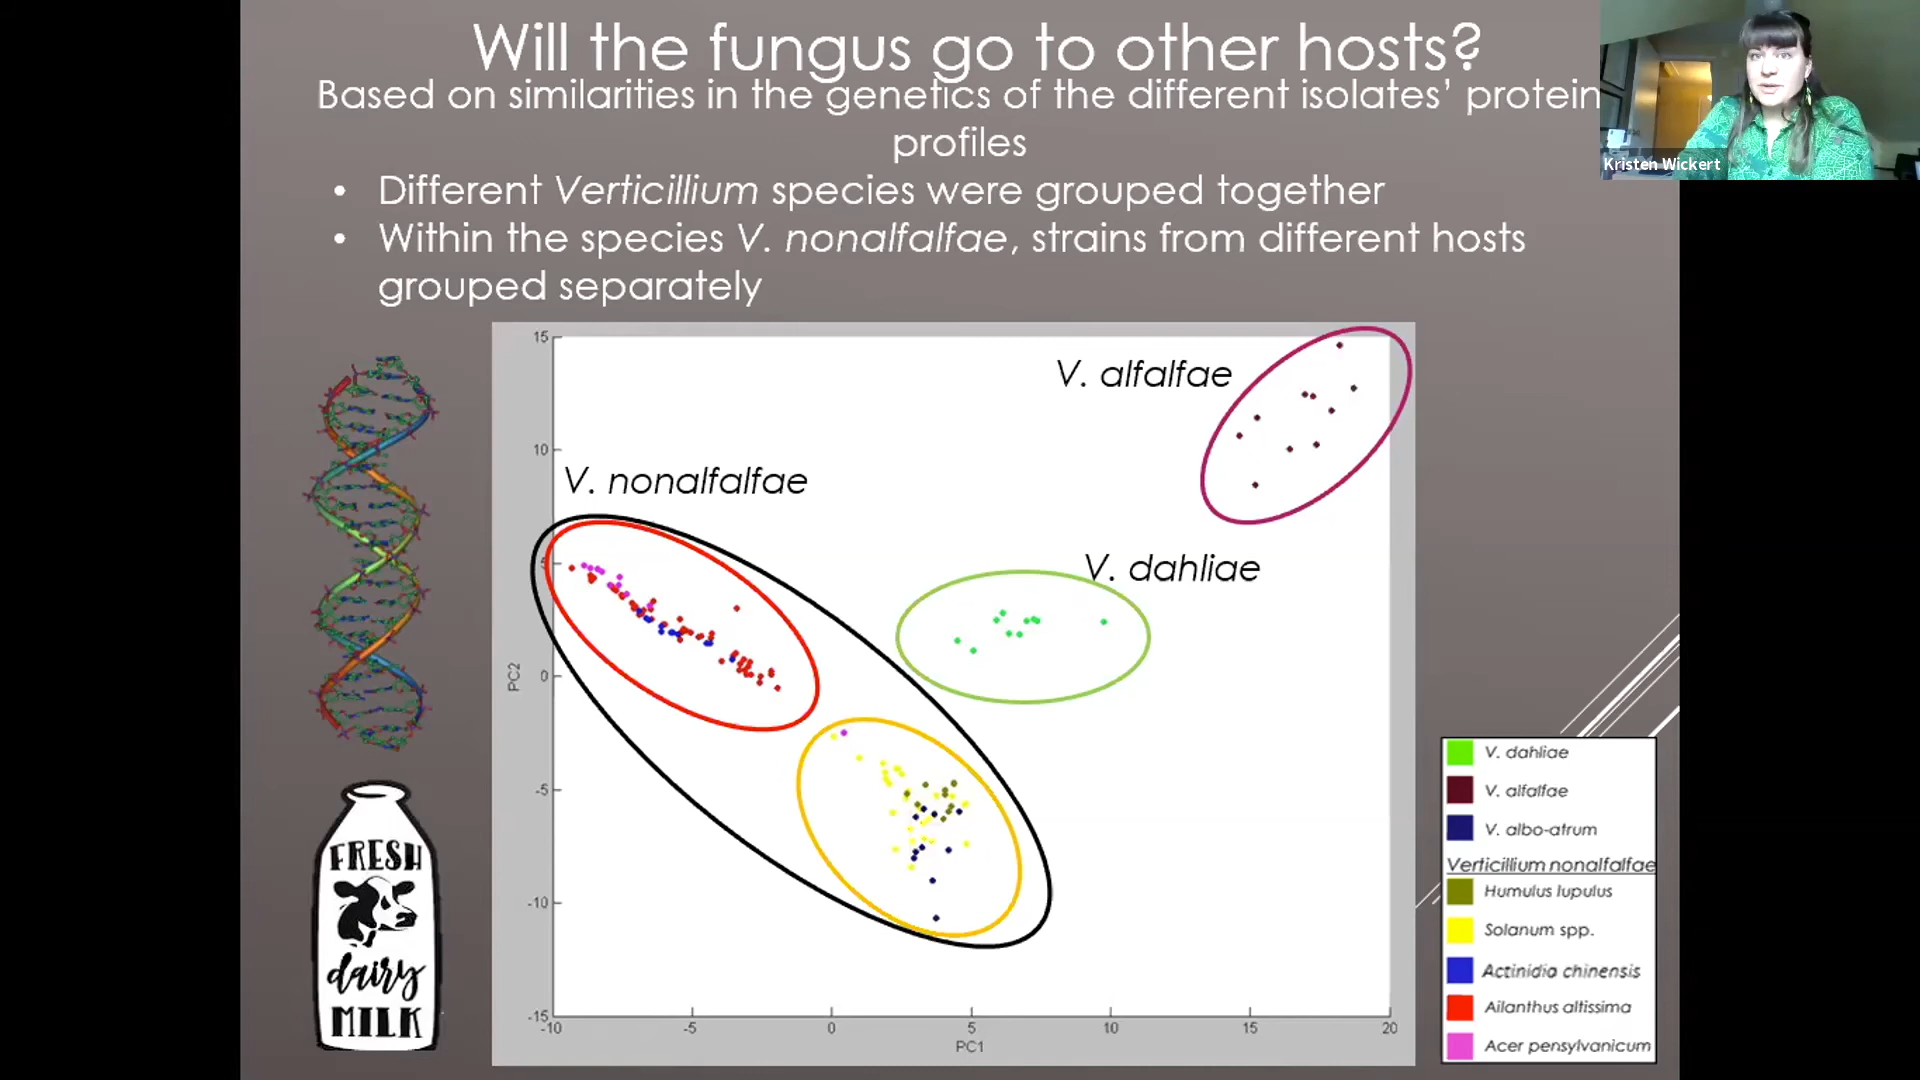 Will the fungus go to other hosts?
Based on similarities in the genetics of the different isolates' protein
profiles
• Different Verticillium species were grouped together
• Within the species V. nonalfalfae, strains from different hosts
grouped separately
Kristen Wickert
15
10
5
0
-5
-10
-15
PC2
-10
-5
0
5
10
15
20
PC1
V. alfalfae
V. nonalfalfae
V. dahliae
FRESH
dairy
MILK
V. dahliae
V. alfalfae
V. albo-atrum
Verticillium nonalfalfae
Humulus lupulus
Solanum spp.
Actinidia chinensis
Ailanthus altissima
Acer pensylvanicum